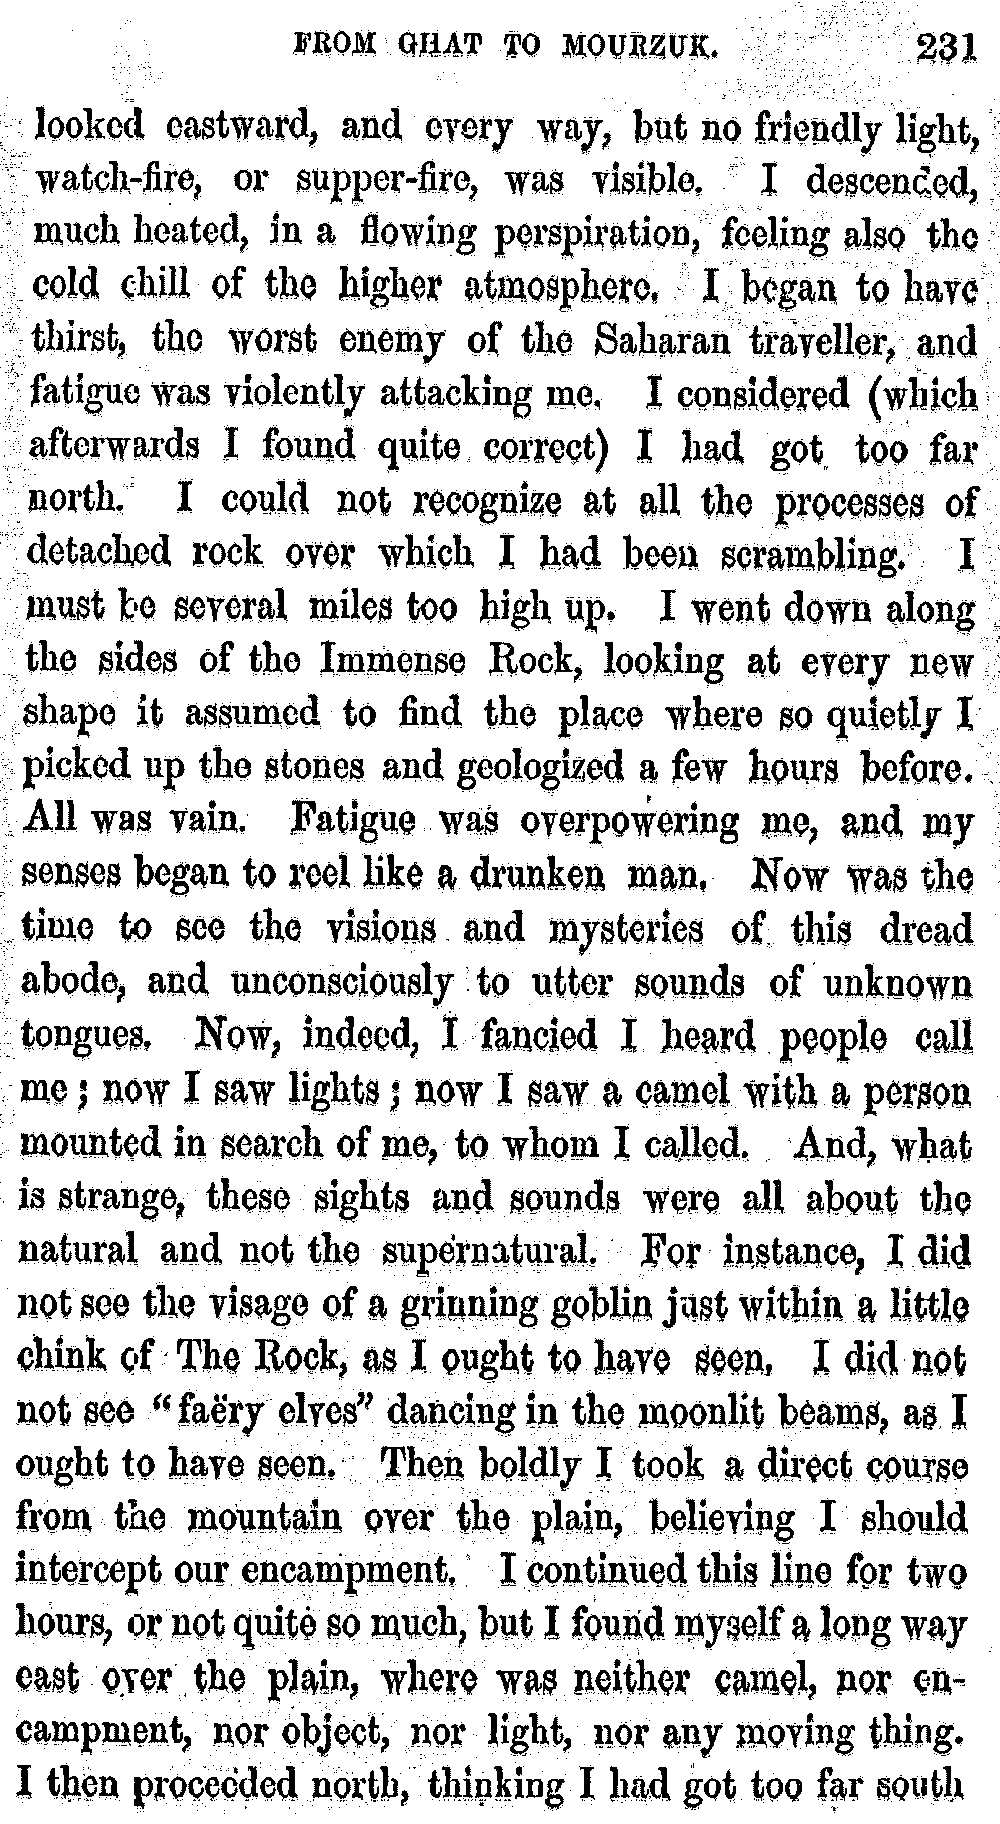 FROM GHAT TO MOURZUK. 231
looked eastward, and every way, but no friendly light,
watch-fire, or supper-fire, was visible. I descended,
much heated, in a flowing perspiration, feeling also the
cold chill of the higher atmosphere. I began to have
thirst, the worst enemy of the Saharan traveller, and
fatigue was violently attacking me. I considered (which
afterwards I found quite correct) I had got too far
north. I could not recognize at all the processes of
detached rock over which I had been scrambling. I
must be several miles too high up. I went down along
the sides of the Immense Rock, looking at every new
shape it assumed to find the place where so quietly I
picked up the stones and geologized a few hours before.
All was vain. Fatigue was overpowering me, and my
senses began to reel like a drunken man. Now was the
time to see the visions and mysteries of this dread
abode, and unconsciously to utter sounds of unknown
tongues. Now, indeed, I fancied I heard people call
me; now I saw lights; now I saw a camel with a person
mounted in search of me, to whom I called. And, what
is strange, these sights and sounds were all about the
natural and not the supernatural. For instance, I did
not see the visage of a grinning goblin just within a little
chink of The Rock, as I ought to have seen. I did not
not see "faëry elves" dancing in the moonlit beams, as I
ought to have seen. Then boldly I took a direct course
from the mountain over the plain, believing I should
intercept our encampment. I continued this line for two
hours, or not quite so much, but I found myself a long way
east over the plain, where was neither camel, nor en-
campment, nor object, nor light, nor any moving thing.
I then proceeded north, thinking I had got too far south